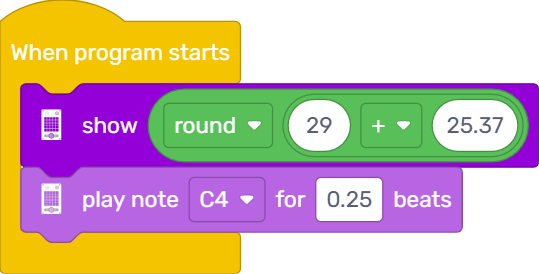 When program starts
show round 29 + 25.37
play note C4 for 0.25 beats